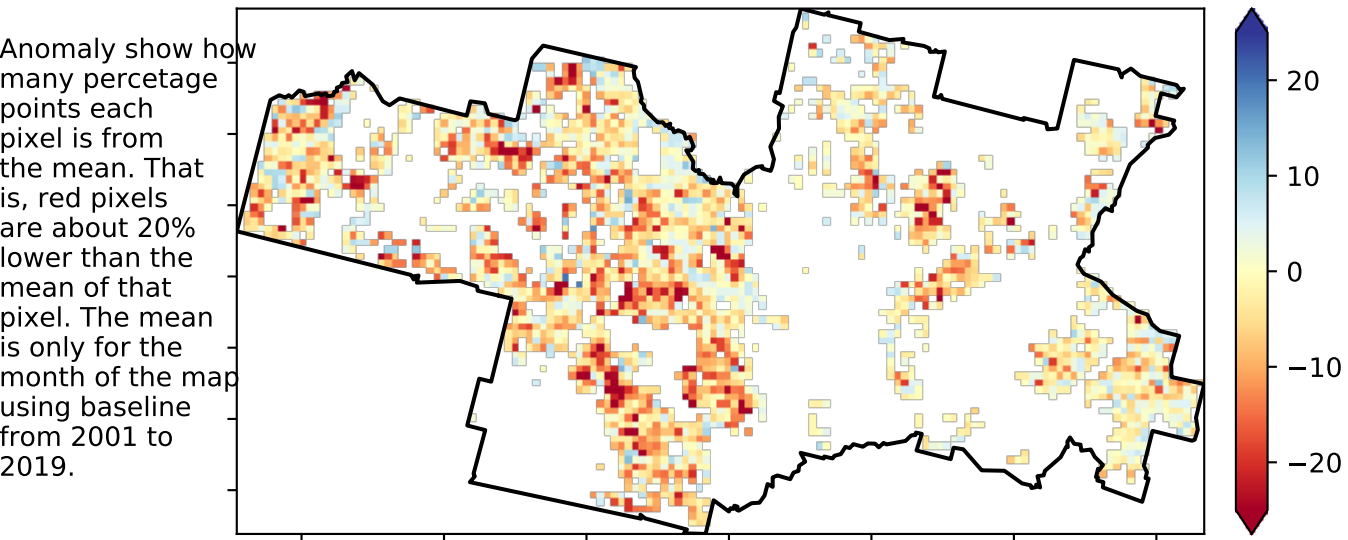 Anomaly show how
many percetage
points each
pixel is from
the mean. That
is, red pixels
are about 20%
lower than the
mean of that
pixel. The mean
is only for the
month of the map
using baseline
from 2001 to
2019.
20
10
0
−10
−20